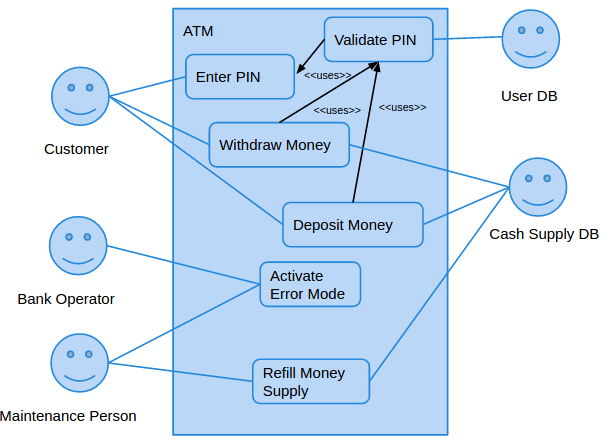 ATM
Validate PIN
Enter PIN
<<uses>>
User DB
<<uses>>
<<uses>>
Customer
Withdraw Money
Deposit Money
Cash Supply DB
Activate
Error Mode
Bank Operator
Refill Money
Supply
Maintenance Person